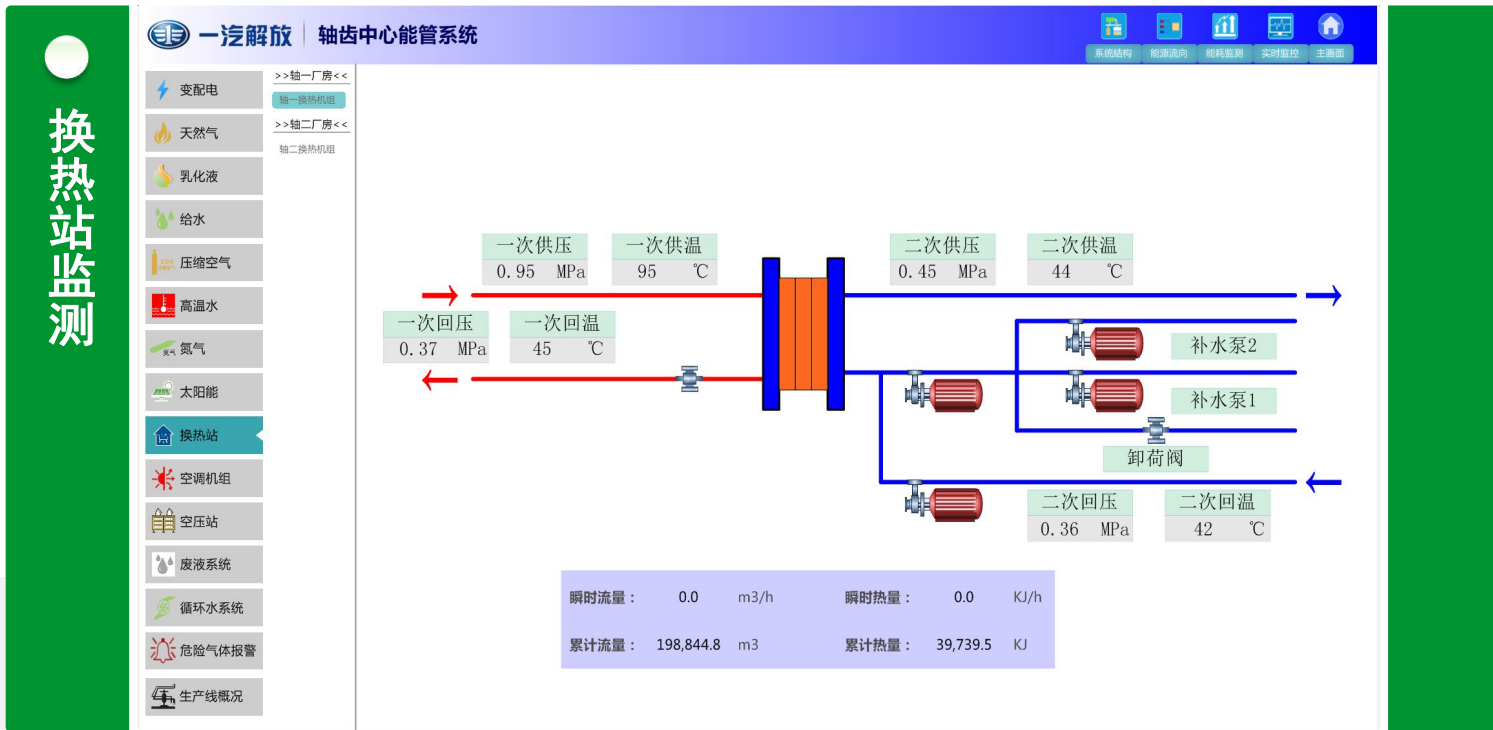 换热站监测
一汽解放 轴齿中心能管系统
系统结构 能源流向 能耗监测 实时监控 主画面
变配电
天然气
乳化液
给水
压缩空气
高温水
氮气
太阳能
换热站
空调机组
空压站
废液系统
循环水系统
危险气体报警
生产线概况
>>轴一厂房<<
轴一换热机组
>>轴二厂房<<
轴二换热机组
一次供压 一次供温
0.95 MPa 95 ℃
一次回压 一次回温
0.37 MPa 45 ℃
二次供压 二次供温
0.45 MPa 44 ℃
补水泵2
补水泵1
卸荷阀
二次回压 二次回温
0.36 MPa 42 ℃
瞬时流量： 0.0 m3/h 瞬时热量： 0.0 KJ/h
累计流量： 198,844.8 m3 累计热量： 39,739.5 KJ